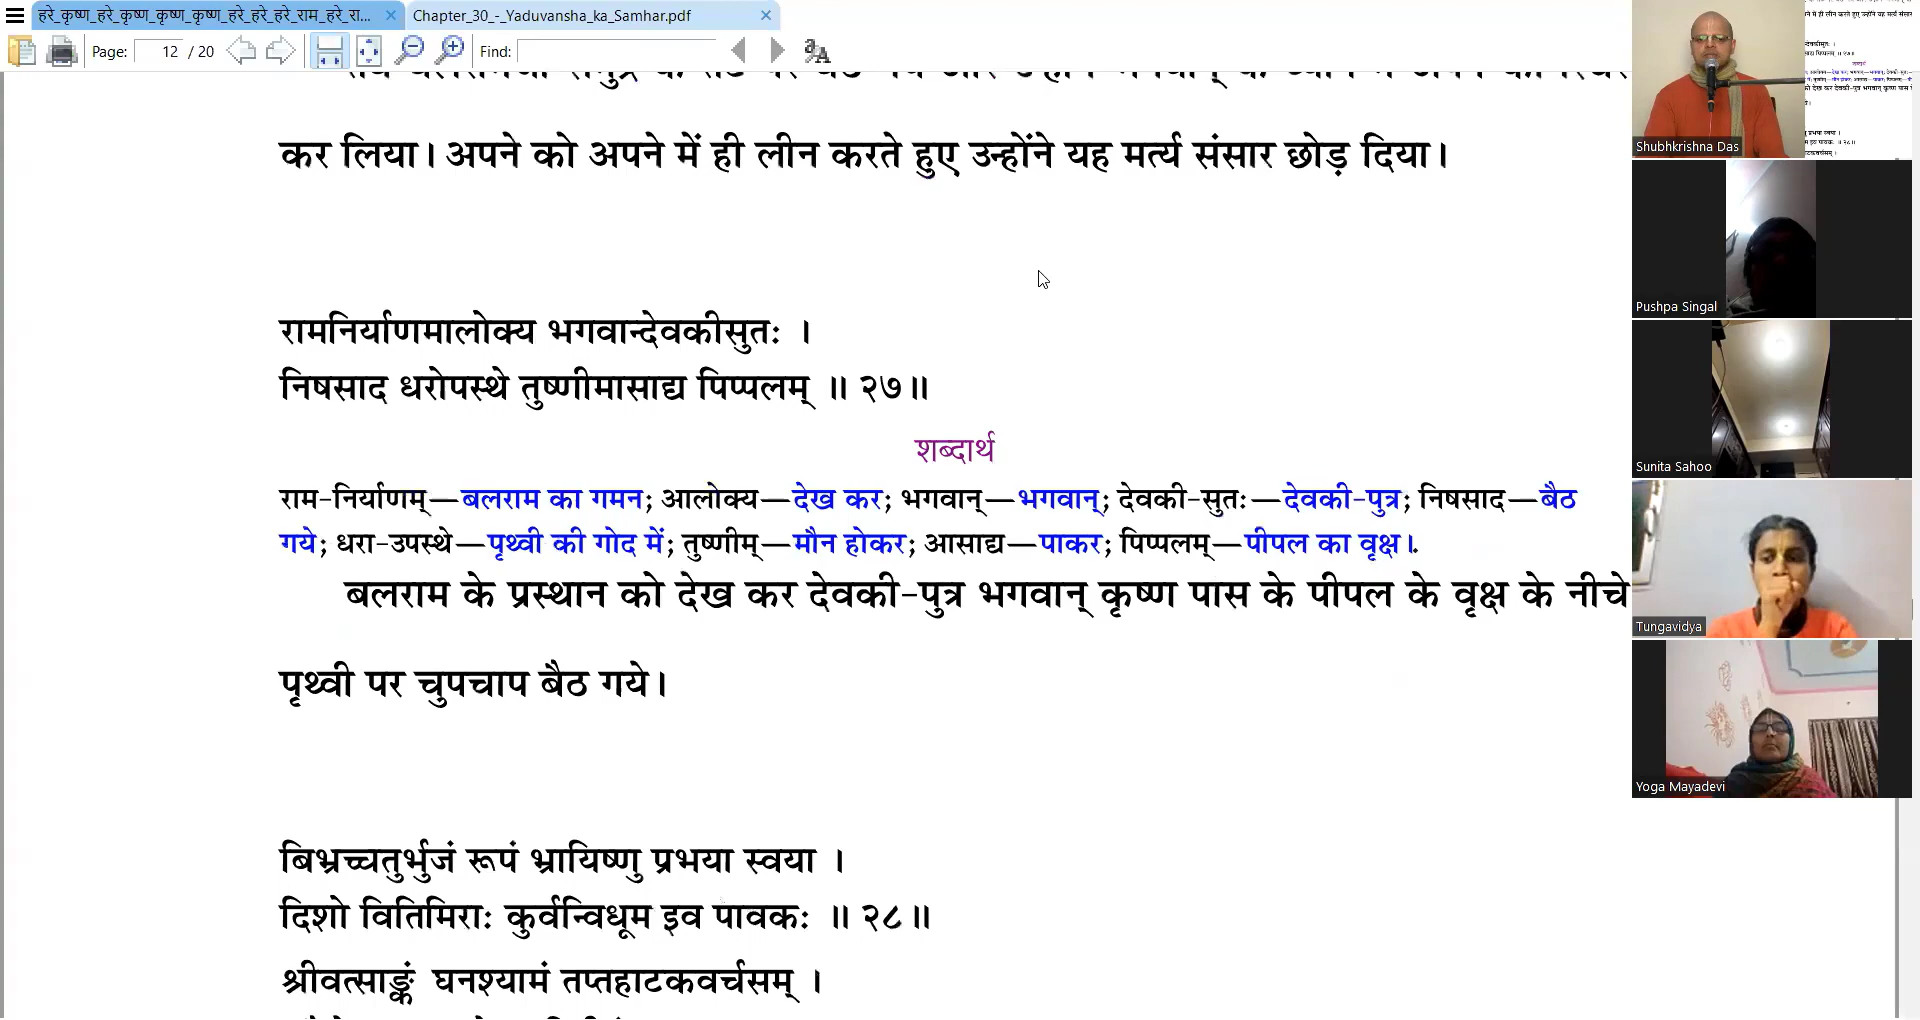 हरे_कृष्ण_हरे_कृष्ण_कृष्ण_कृष्ण_हरे_हरे_हरे_राम_हरे_रा...
Chapter_30_-_Yaduvansha_ka_Samhar.pdf
Page: 12 / 20
Find:
कर लिया। अपने को अपने में ही लीन करते हुए उन्होंने यह मर्त्य संसार छोड़ दिया।
रामनिर्याणमालोक्य भगवान्देवकीसुतः ।
निषसाद धरोपस्थे तुष्णीमासाद्य पिप्पलम् ॥ २७॥
शब्दार्थ
राम-निर्याणम्—बलराम का गमन; आलोक्य—देख कर; भगवान्—भगवान्; देवकी-सुतः—देवकी-पुत्र; निषसाद—बैठ
गये; धरा-उपस्थे—पृथ्वी की गोद में; तुष्णीम्—मौन होकर; आसाद्य—पाकर; पिप्पलम्—पीपल का वृक्ष।.
बलराम के प्रस्थान को देख कर देवकी-पुत्र भगवान् कृष्ण पास के पीपल के वृक्ष के नीचे
पृथ्वी पर चुपचाप बैठ गये।
बिभ्रच्चतुर्भुजं रूपं भ्रायिष्णु प्रभया स्वया ।
दिशो वितिमिराः कुर्वन्विधूम इव पावकः ॥ २८॥
श्रीवत्साङ्कं घनश्यामं तप्तहाटकवर्चसम् ।
Shubhkrishna Das
Pushpa Singal
Sunita Sahoo
Tungavidya
Yoga Mayadevi